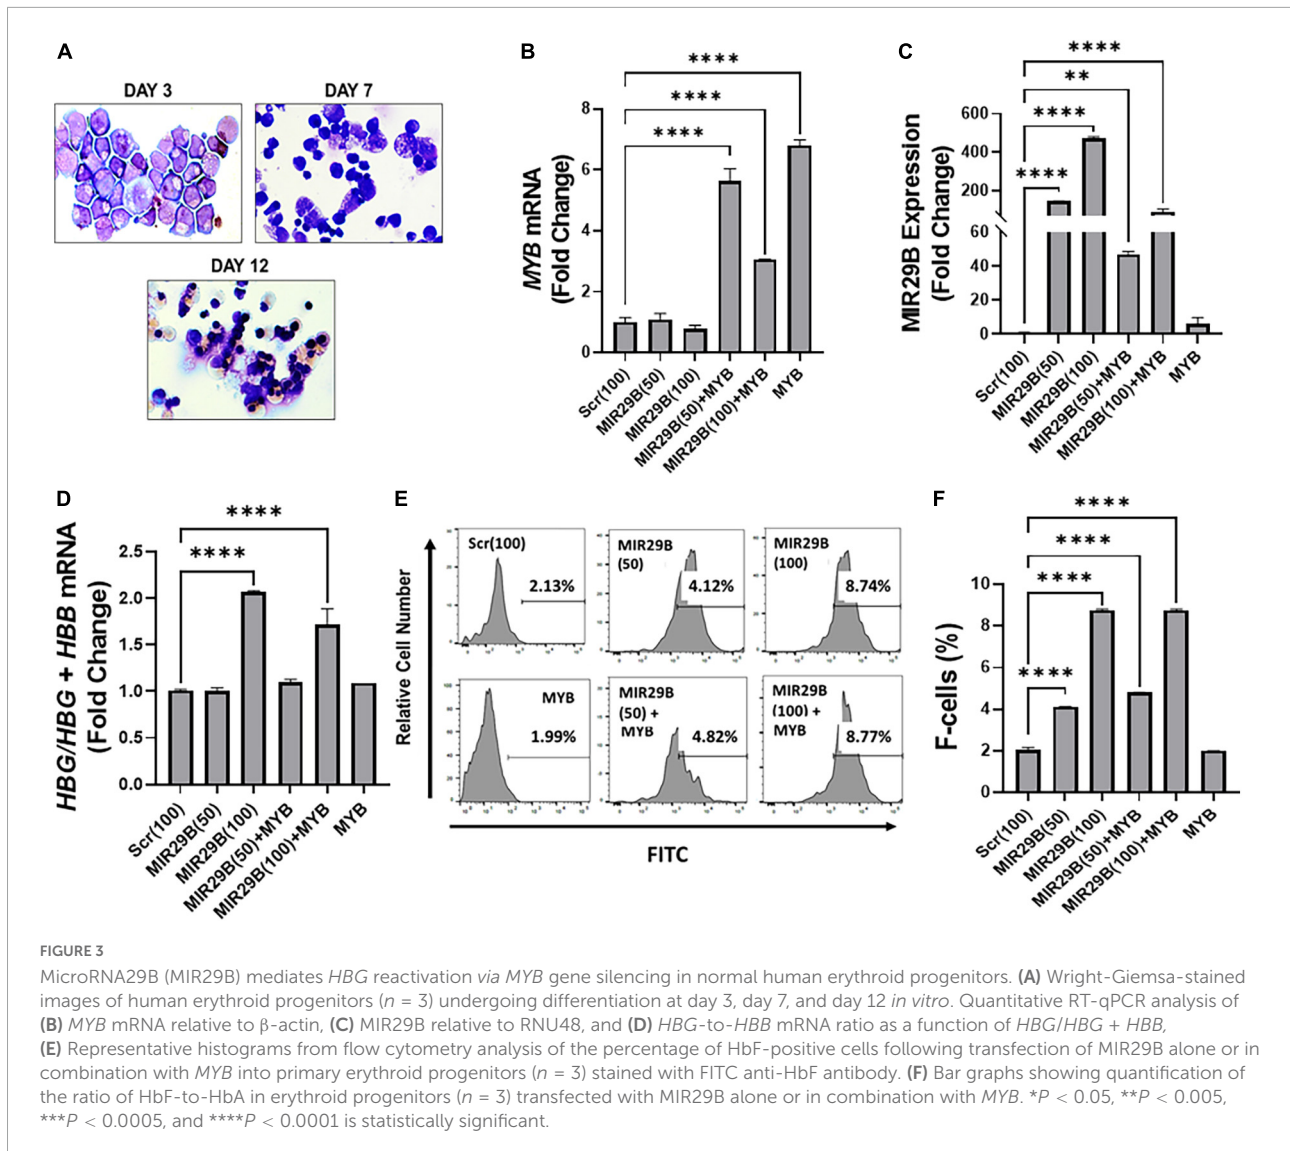 A
DAY 3
DAY 7
DAY 12
B
MYB mRNA
(Fold Change)
8
6
4
2
0
****
****
****
Scr(100)
MIR29B(50)
MIR29B(100)
MIR29B(50)+MYB
MIR29B(100)+MYB
MYB
C
MIR29B Expression
(Fold Change)
600
400
200
60
40
20
0
****
**
****
****
Scr(100)
MIR29B(50)
MIR29B(100)
MIR29B(50)+MYB
MIR29B(100)+MYB
MYB
D
HBG/HBG + HBB mRNA
(Fold Change)
2.5
2.0
1.5
1.0
0.5
0.0
****
****
Scr(100)
MIR29B(50)
MIR29B(100)
MIR29B(50)+MYB
MIR29B(100)+MYB
MYB
E
Relative Cell Number
Scr(100)
2.13%
MIR29B
(50)
4.12%
MIR29B
(100)
8.74%
MYB
1.99%
MIR29B
(50) +
MYB
4.82%
MIR29B
(100) +
MYB
8.77%
FITC
F
F-cells (%)
10
8
6
4
2
0
****
****
****
****
Scr(100)
MIR29B(50)
MIR29B(100)
MIR29B(50)+MYB
MIR29B(100)+MYB
MYB
FIGURE 3
MicroRNA29B (MIR29B) mediates HBG reactivation via MYB gene silencing in normal human erythroid progenitors. (A) Wright-Giemsa-stained
images of human erythroid progenitors (n = 3) undergoing differentiation at day 3, day 7, and day 12 in vitro. Quantitative RT-qPCR analysis of
(B) MYB mRNA relative to β-actin, (C) MIR29B relative to RNU48, and (D) HBG-to-HBB mRNA ratio as a function of HBG/HBG + HBB,
(E) Representative histograms from flow cytometry analysis of the percentage of HbF-positive cells following transfection of MIR29B alone or in
combination with MYB into primary erythroid progenitors (n = 3) stained with FITC anti-HbF antibody. (F) Bar graphs showing quantification of
the ratio of HbF-to-HbA in erythroid progenitors (n = 3) transfected with MIR29B alone or in combination with MYB. *P < 0.05, **P < 0.005,
***P < 0.0005, and ****P < 0.0001 is statistically significant.